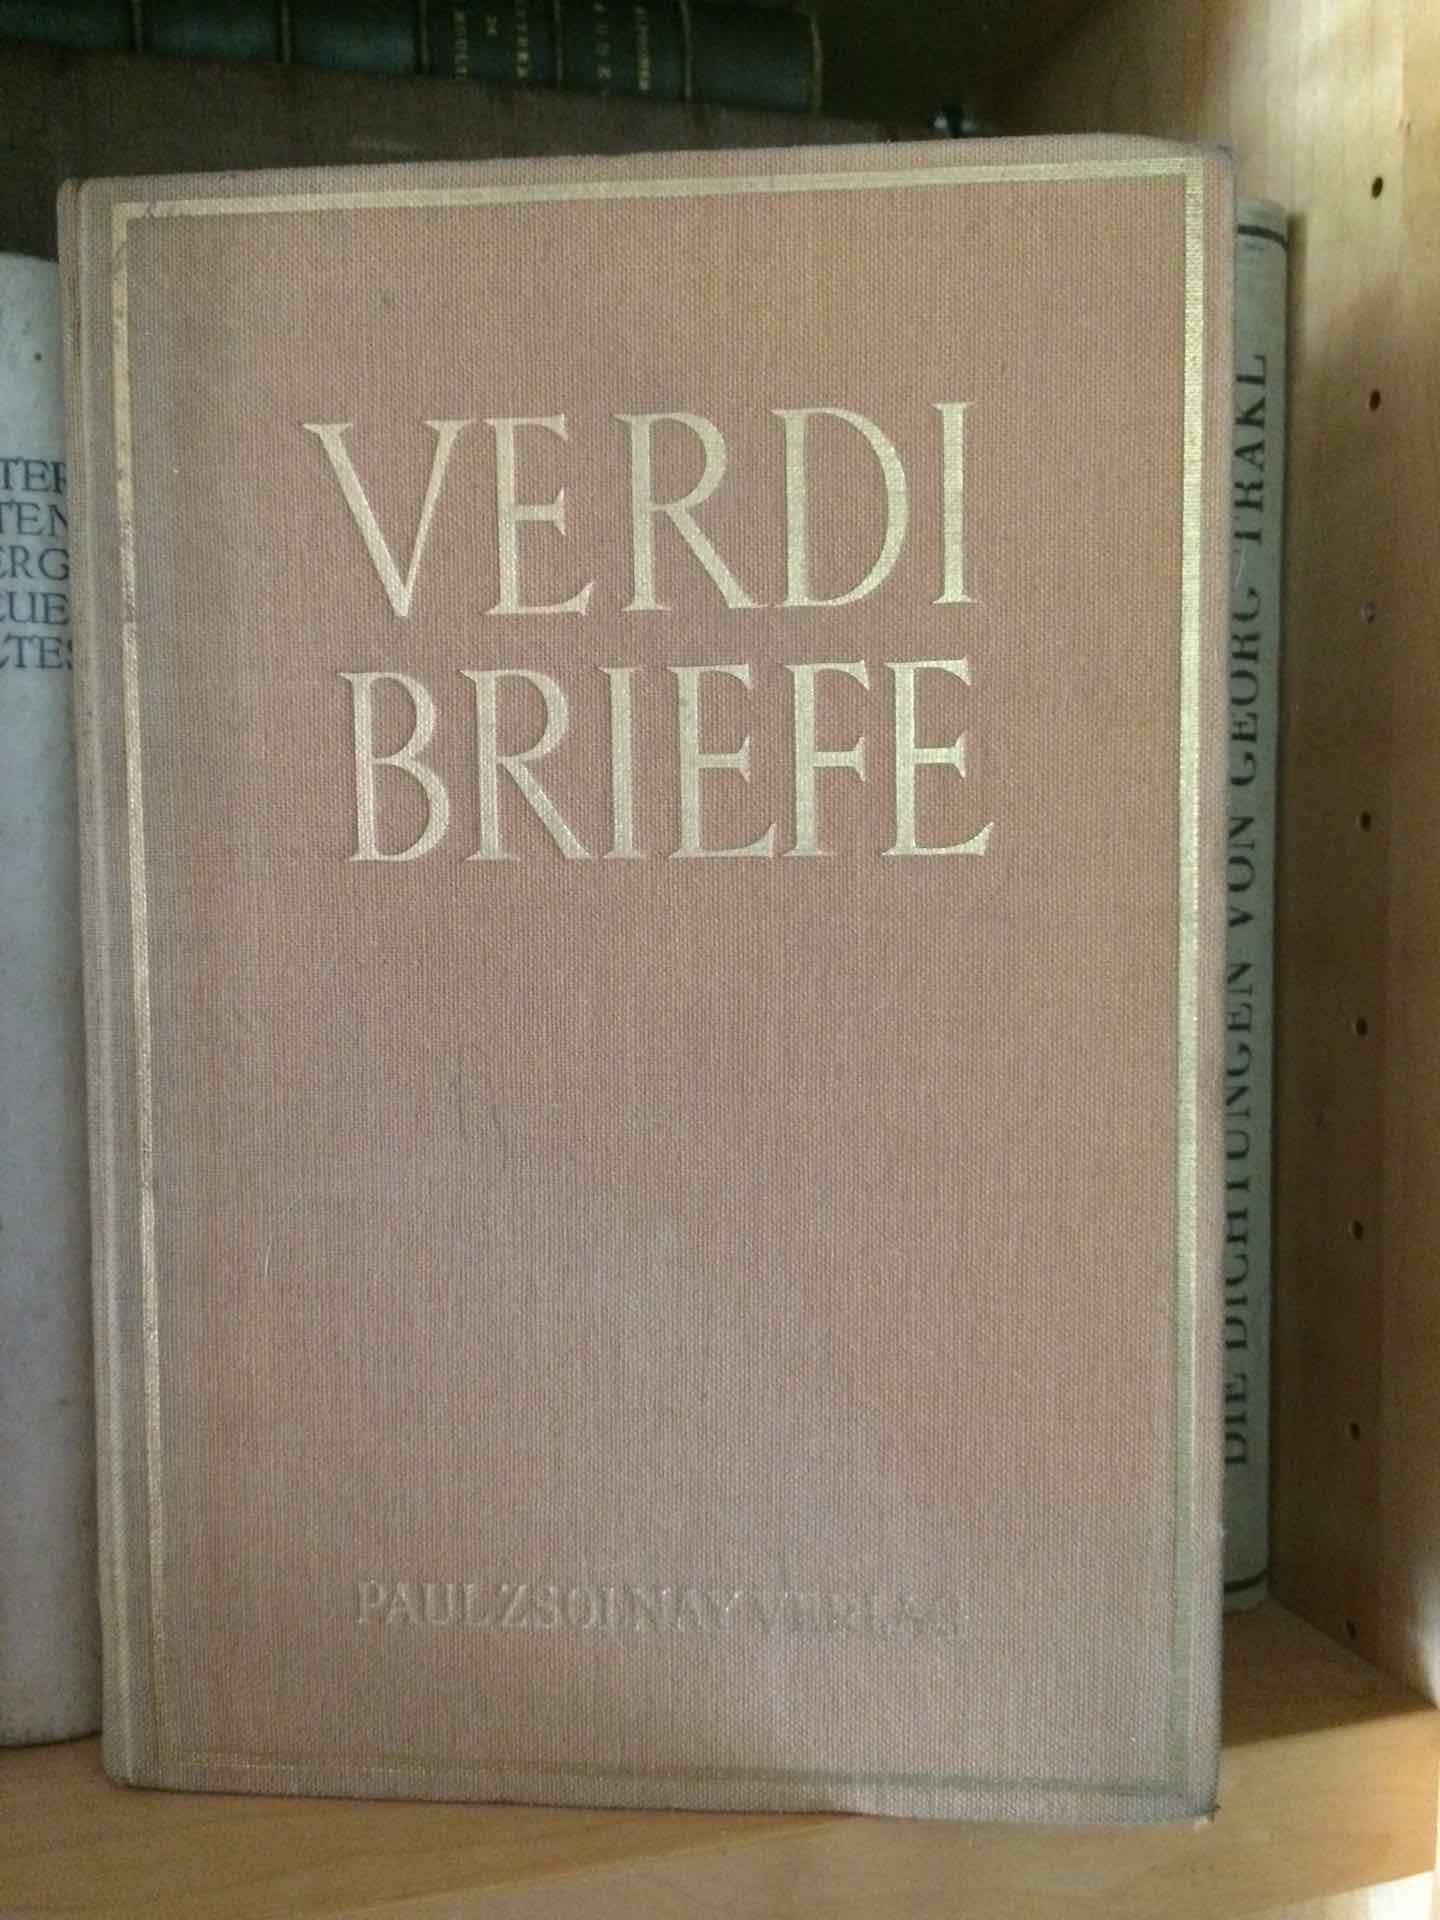 VERDI
BRIEFE
PAUL ZSOLNAY VERLAG
DIE DICHTUNGEN VON GEORG TRAKL